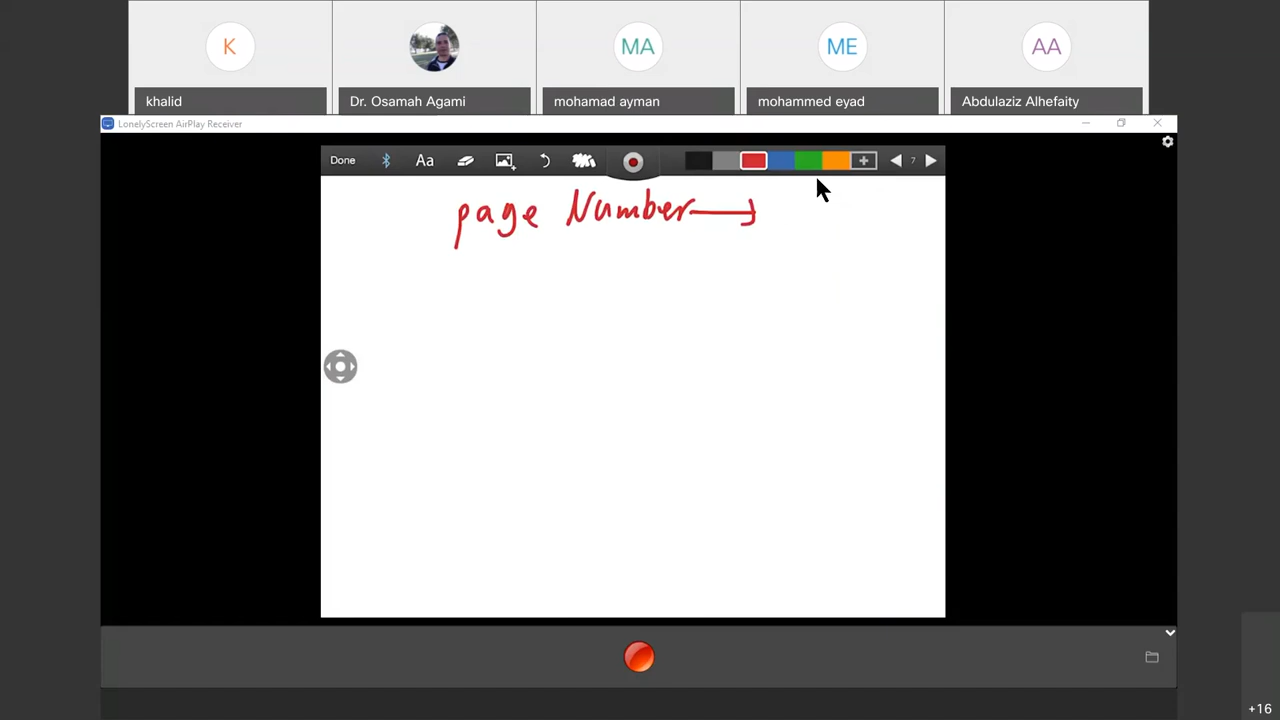 K
MA
ME
AA
khalid
Dr. Osamah Agami
mohamad ayman
mohammed eyad
Abdulaziz Alhefaity
LonelyScreen AirPlay Receiver
Done
Aa
7
page Number
+16